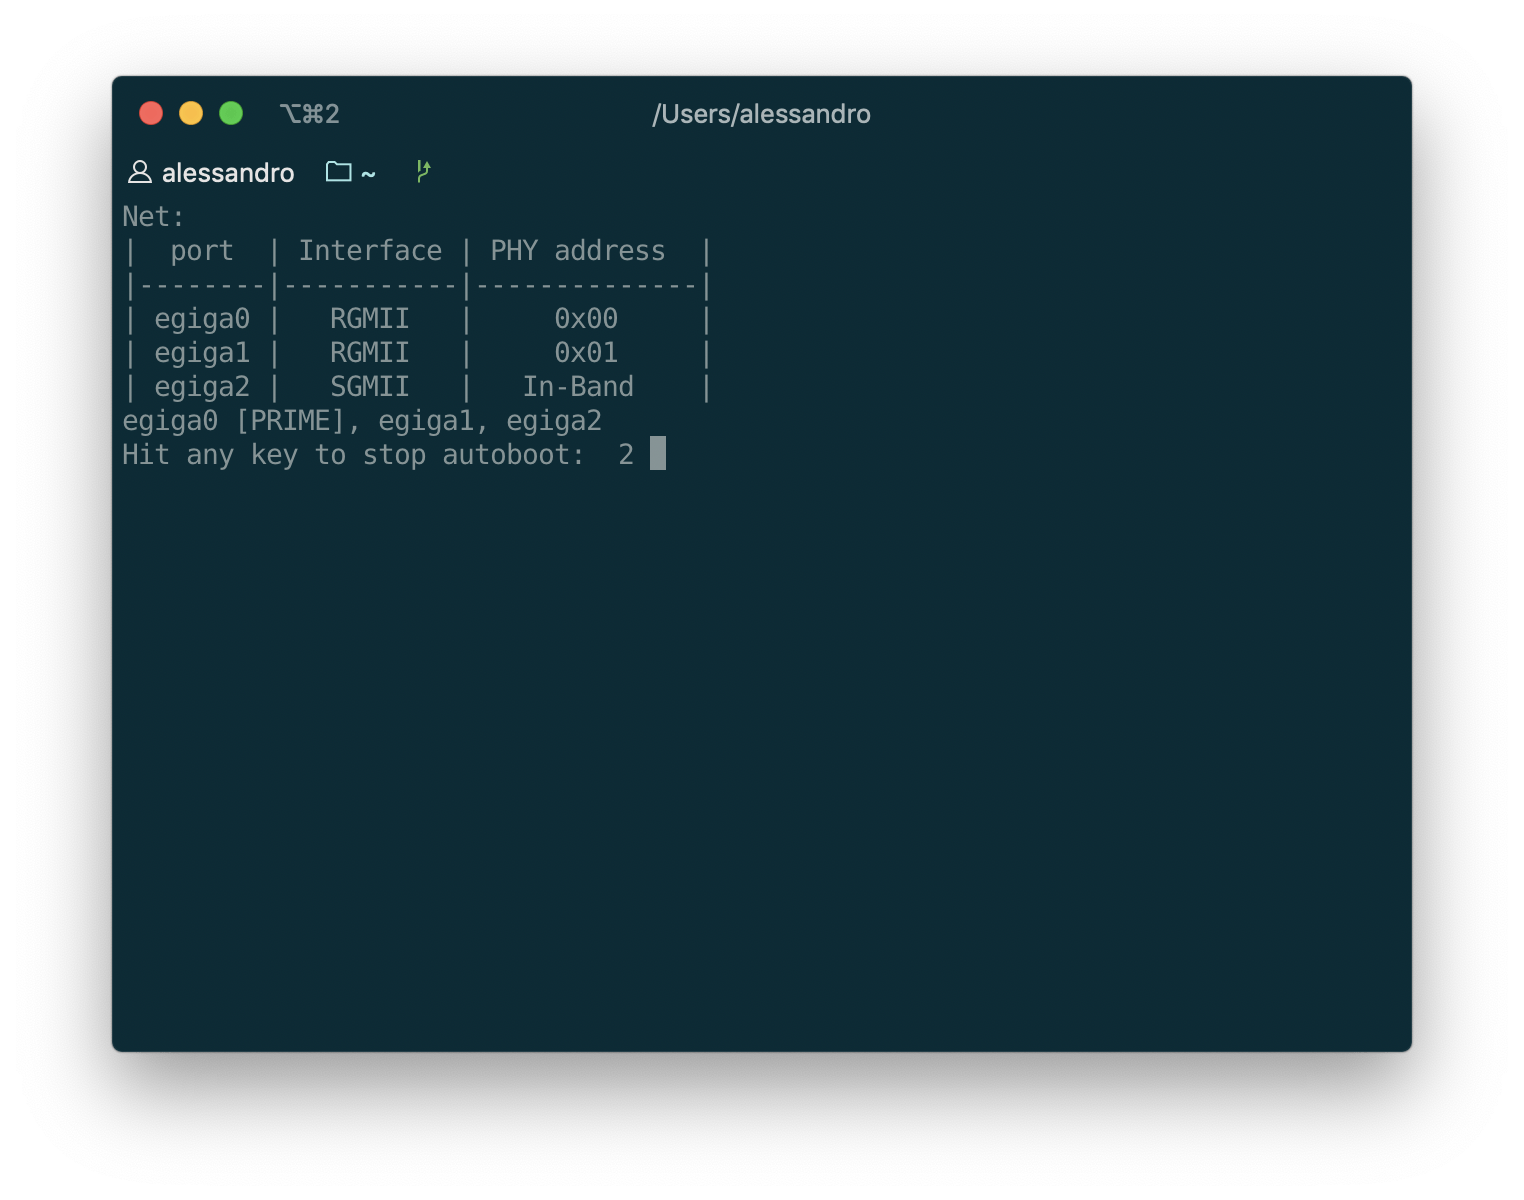 ⌥⌘2 /Users/alessandro
alessandro ~
Net:
|  port  | Interface | PHY address  |
|--------|-----------|--------------|
| egiga0 |   RGMII   |     0x00     |
| egiga1 |   RGMII   |     0x01     |
| egiga2 |   SGMII   |   In-Band    |
egiga0 [PRIME], egiga1, egiga2
Hit any key to stop autoboot:  2